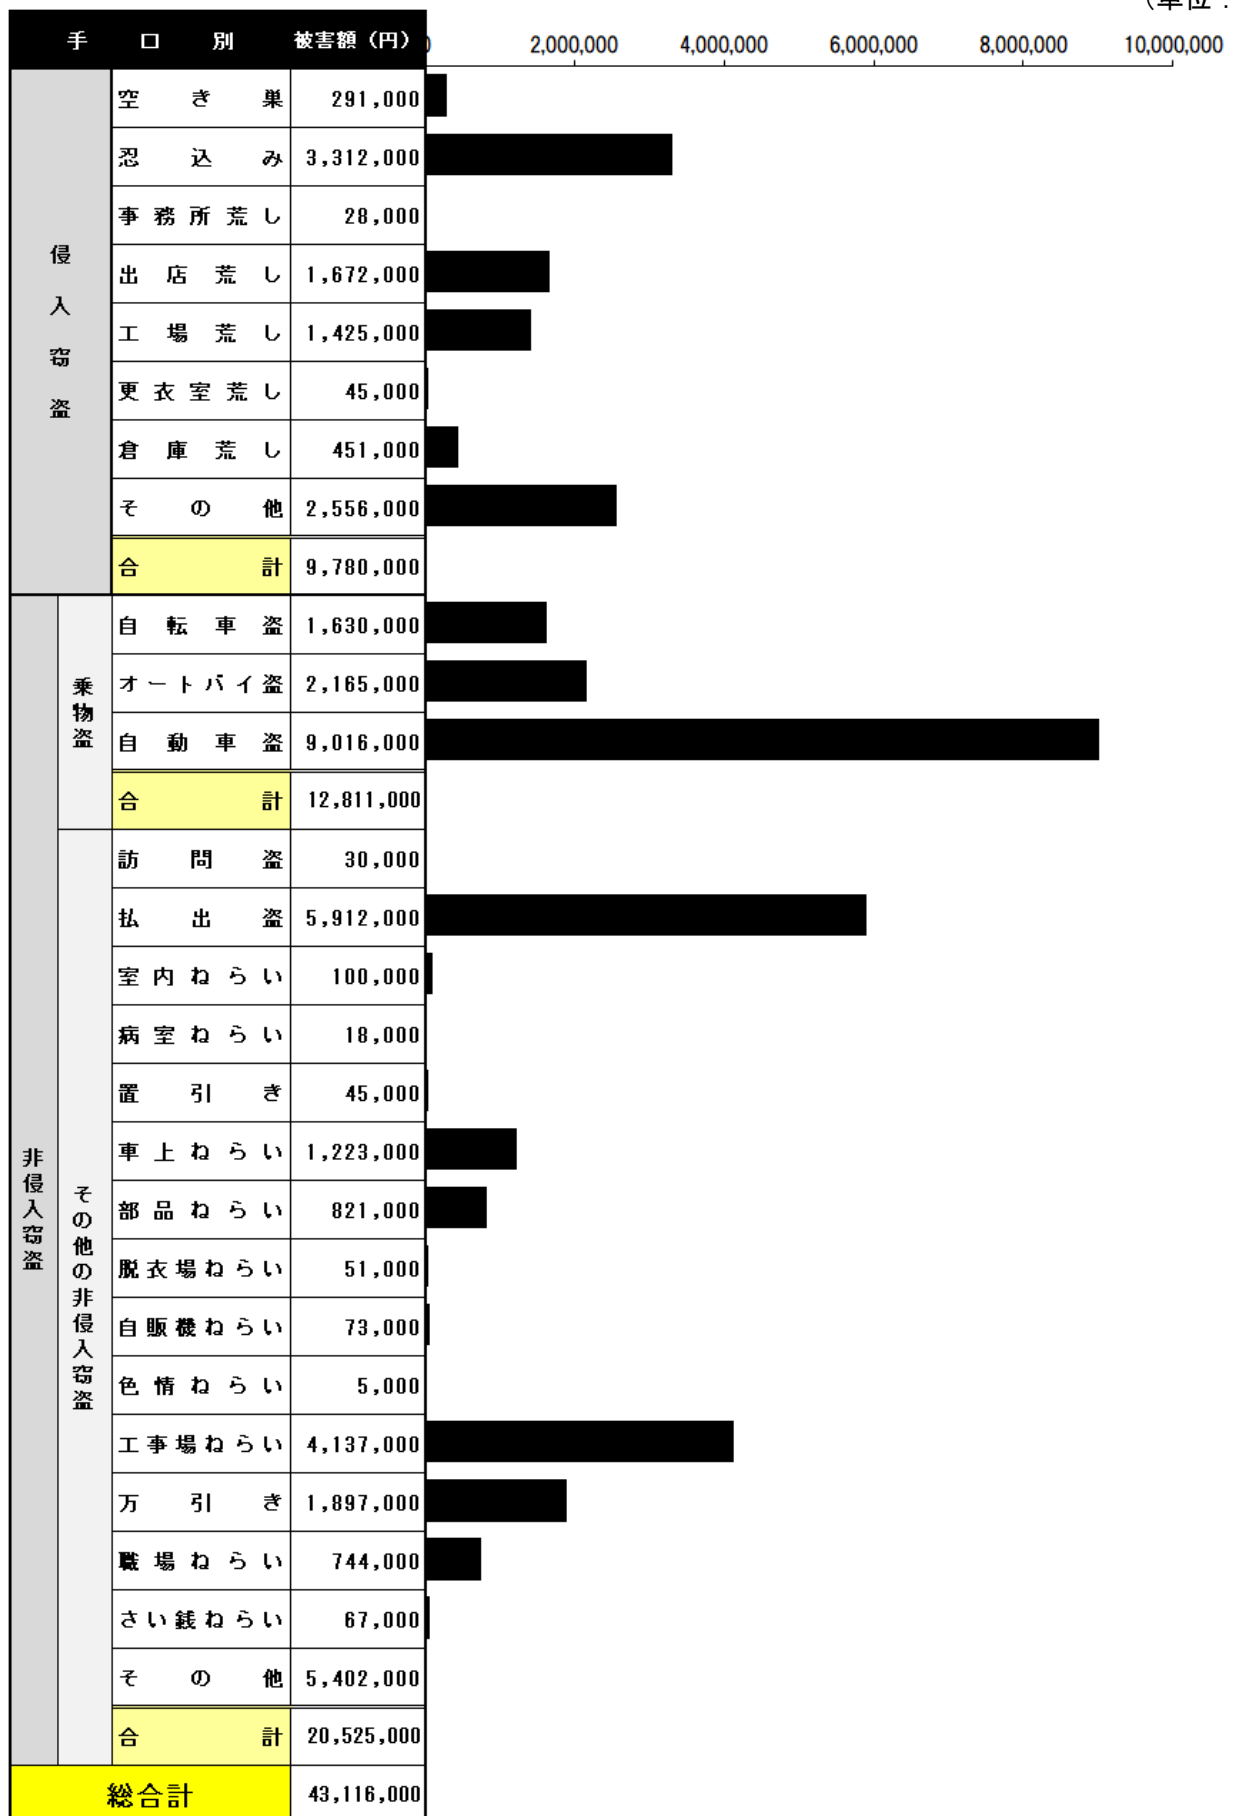 (単位：
手口別 被害額（円） 0 2,000,000 4,000,000 6,000,000 8,000,000 10,000,000
侵入窃盗
空き巣 291,000
忍込み 3,312,000
事務所荒し 28,000
出店荒し 1,672,000
工場荒し 1,425,000
更衣室荒し 45,000
倉庫荒し 451,000
その他 2,556,000
合計 9,780,000
非侵入窃盗
乗物盗
自転車盗 1,630,000
オートバイ盗 2,165,000
自動車盗 9,016,000
合計 12,811,000
その他の非侵入窃盗
訪問盗 30,000
払出盗 5,912,000
室内ねらい 100,000
病室ねらい 18,000
置引き 45,000
車上ねらい 1,223,000
部品ねらい 821,000
脱衣場ねらい 51,000
自販機ねらい 73,000
色情ねらい 5,000
工事場ねらい 4,137,000
万引き 1,897,000
職場ねらい 744,000
さい銭ねらい 67,000
その他 5,402,000
合計 20,525,000
総合計 43,116,000